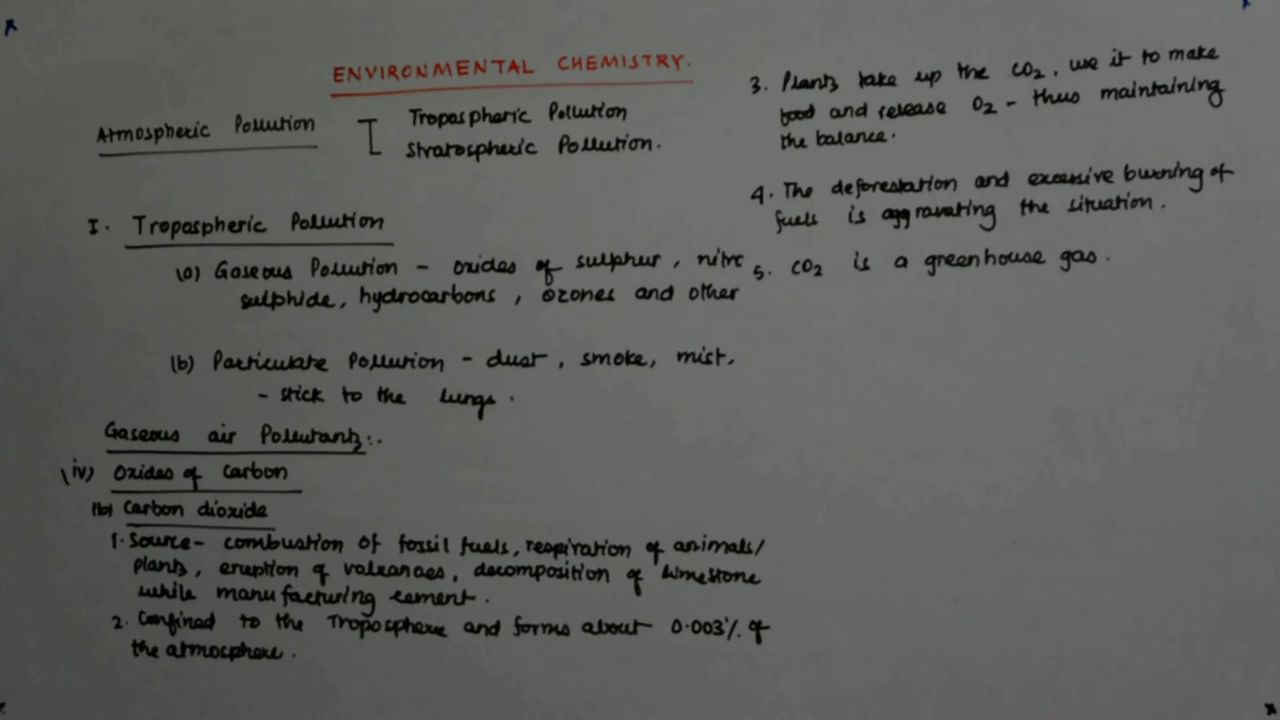 ENVIRONMENTAL CHEMISTRY.
Atmospheric Pollution
Tropospheric Pollution
Stratospheric Pollution.
I. Tropospheric Pollution
(a) Gaseous Pollution - oxides of sulphur, nitrc
sulphide, hydrocarbons, ozones and other
(b) Particulate Pollution - dust, smoke, mist.
- stick to the lungs.
Gaseous air Pollutants:.
(iv) Oxides of Carbon
(b) Carbon dioxide
1. Source- combustion of fossil fuels, respiration of animals/
plants, eruption of valcanoes, decomposition of limestone
while manufacturing cement.
2. Confined to the Troposphere and forms about 0.003% of
the atmosphere.
3. Plants take up the CO₂, use it to make
food and release O₂ - thus maintaining
the balance.
4. The deforestation and excessive burning of
fuels is aggravating the situation.
5. CO₂ is a greenhouse gas.